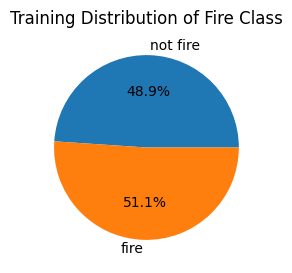 Training Distribution of Fire Class
not fire
48.9%
51.1%
fire